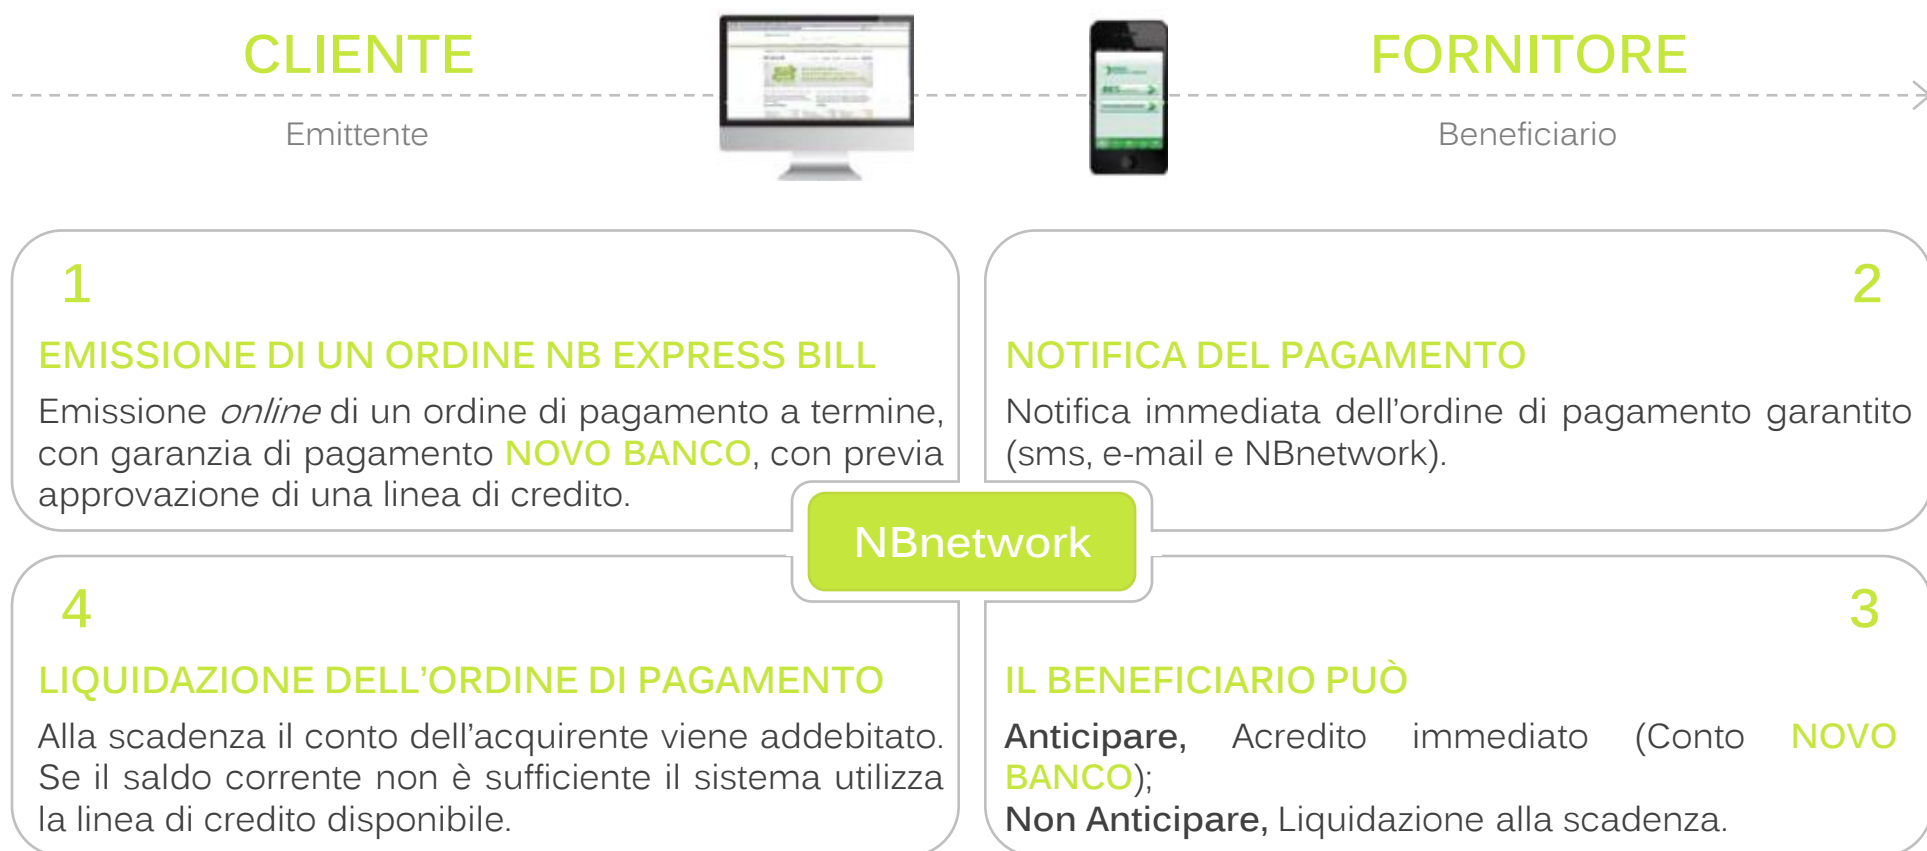 CLIENTE
FORNITORE
Emittente
Beneficiario
1
EMISSIONE DI UN ORDINE NB EXPRESS BILL
Emissione online di un ordine di pagamento a termine,
con garanzia di pagamento NOVO BANCO, con previa
approvazione di una linea di credito.
2
NOTIFICA DEL PAGAMENTO
Notifica immediata dell’ordine di pagamento garantito
(sms, e-mail e NBnetwork).
NBnetwork
4
LIQUIDAZIONE DELL’ORDINE DI PAGAMENTO
Alla scadenza il conto dell’acquirente viene addebitato.
Se il saldo corrente non è sufficiente il sistema utilizza
la linea di credito disponibile.
3
IL BENEFICIARIO PUÒ
Anticipare, Acredito immediato (Conto NOVO
BANCO);
Non Anticipare, Liquidazione alla scadenza.